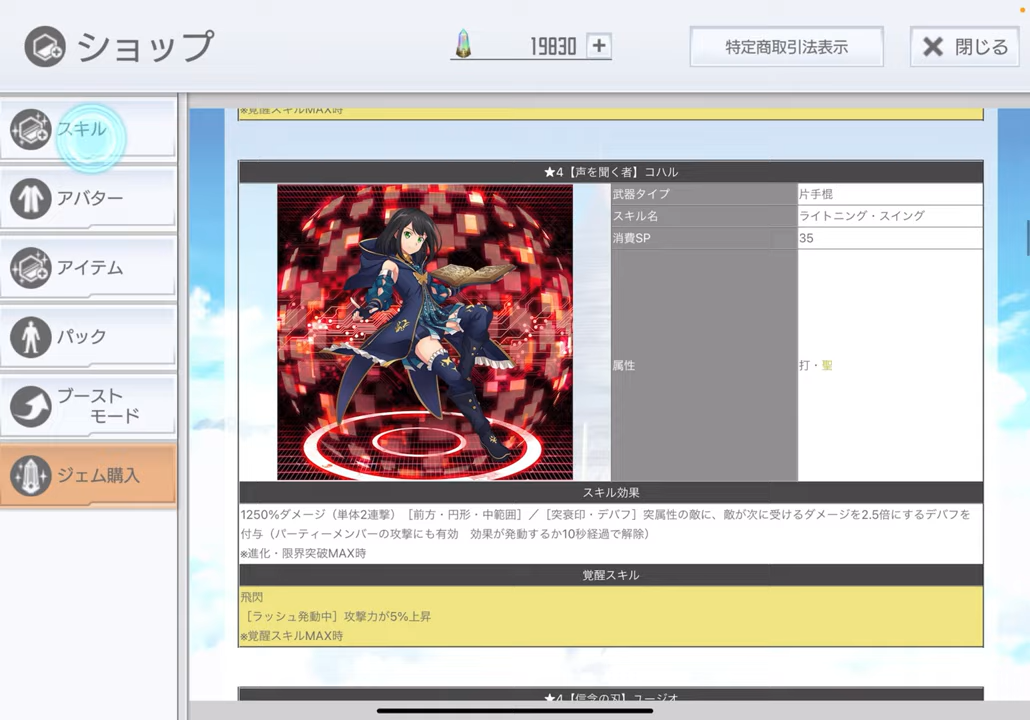 ショップ
19830
特定商取引法表示
閉じる
スキル
アバター
アイテム
パック
ブースト
モード
ジェム購入
※覚醒スキルMAX時
★4【声を聞く者】コハル
武器タイプ 片手棍
スキル名 ライトニング・スイング
消費SP 35
属性 打・聖
スキル効果
1250%ダメージ（単体2連撃）［前方・円形・中範囲］／［突衰印・デバフ］突属性の敵に、敵が次に受けるダメージを2.5倍にするデバフを
付与（パーティーメンバーの攻撃にも有効　効果が発動するか10秒経過で解除）
※進化・限界突破MAX時
覚醒スキル
飛閃
［ラッシュ発動中］攻撃力が5%上昇
※覚醒スキルMAX時
★4【信念の刃】ユージオ